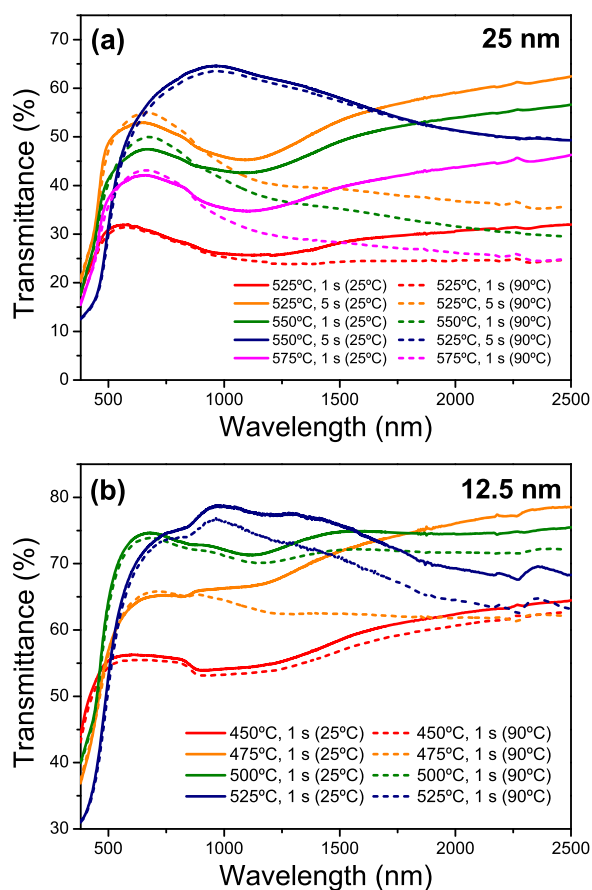 (a)
25 nm
70
60
50
40
30
20
10
0
Transmittance (%)
525ºC, 1 s (25ºC) 525ºC, 1 s (90ºC)
525ºC, 5 s (25ºC) 525ºC, 5 s (90ºC)
550ºC, 1 s (25ºC) 550ºC, 1 s (90ºC)
550ºC, 5 s (25ºC) 525ºC, 5 s (90ºC)
575ºC, 1 s (25ºC) 575ºC, 1 s (90ºC)
500 1000 1500 2000 2500
Wavelength (nm)
(b)
12.5 nm
80
70
60
50
40
30
Transmittance (%)
450ºC, 1 s (25ºC) 450ºC, 1 s (90ºC)
475ºC, 1 s (25ºC) 475ºC, 1 s (90ºC)
500ºC, 1 s (25ºC) 500ºC, 1 s (90ºC)
525ºC, 1 s (25ºC) 525ºC, 1 s (90ºC)
500 1000 1500 2000 2500
Wavelength (nm)